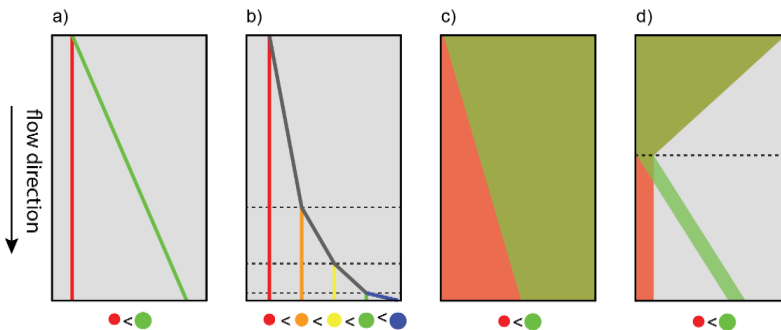 a)
b)
c)
d)
flow direction
<
< < < <
<
<